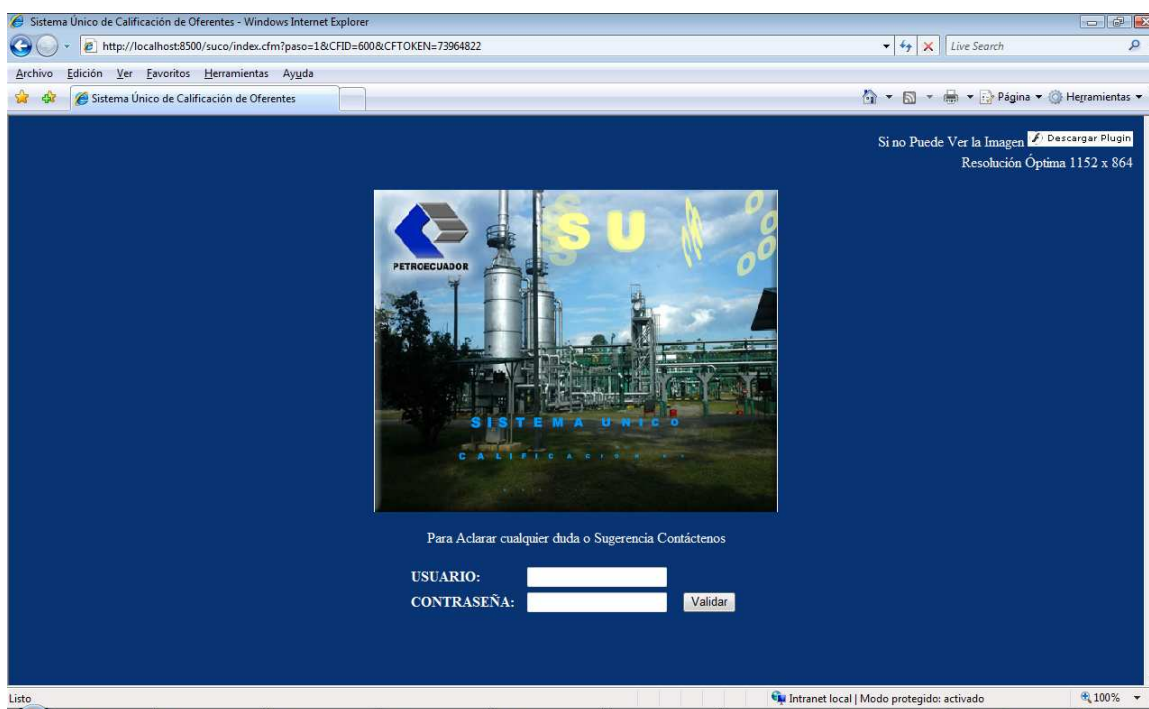 Sistema Único de Calificación de Oferentes - Windows Internet Explorer
http://localhost:8500/suco/index.cfm?paso=1&CFID=600&CFTOKEN=73964822
Live Search
Archivo Edición Ver Favoritos Herramientas Ayuda
Sistema Único de Calificación de Oferentes
Página Herramientas
Si no Puede Ver la Imagen Descargar Plugin
Resolución Óptima 1152 x 864
PETROECUADOR
S U
SISTEMA UNICO
CALIFICACION
Para Aclarar cualquier duda o Sugerencia Contáctenos
USUARIO:
CONTRASEÑA:
Validar
Listo
Intranet local | Modo protegido: activado
100%